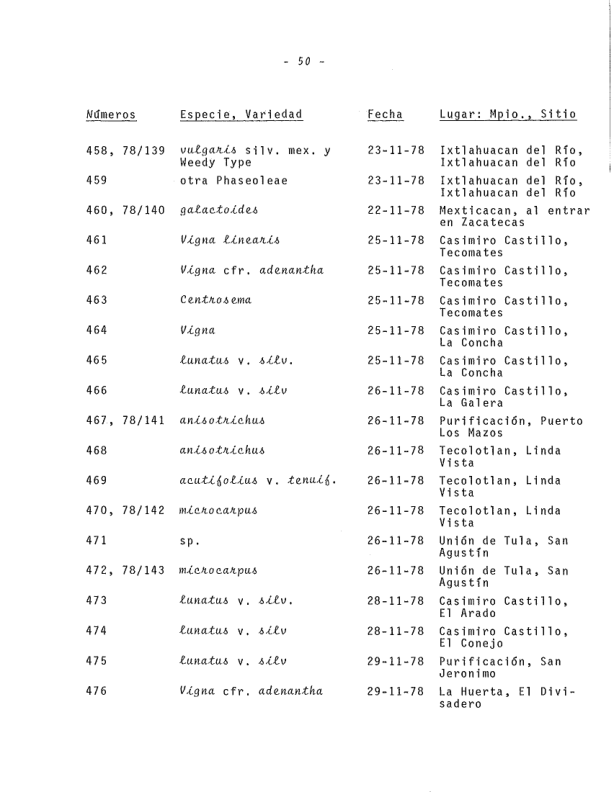 - 50 -
Números Especie, Variedad Fecha Lugar: Mpio., Sitio
458, 78/139 vulgaris silv. mex. y 23-11-78 Ixtlahuacan del Río,
Weedy Type Ixtlahuacan del Río
459 otra Phaseoleae 23-11-78 Ixtlahuacan del Río,
Ixtlahuacan del Río
460, 78/140 galactoides 22-11-78 Mexticacan, al entrar
en Zacatecas
461 Vigna linearis 25-11-78 Casimiro Castillo,
Tecomates
462 Vigna cfr. adenantha 25-11-78 Casimiro Castillo,
Tecomates
463 Centrosema 25-11-78 Casimiro Castillo,
Tecomates
464 Vigna 25-11-78 Casimiro Castillo,
La Concha
465 lunatus v. silv. 25-11-78 Casimiro Castillo,
La Concha
466 lunatus v. silv 26-11-78 Casimiro Castillo,
La Galera
467, 78/141 anisotrichus 26-11-78 Purificación, Puerto
Los Mazos
468 anisotrichus 26-11-78 Tecolotlan, Linda
Vista
469 acutifolius v. tenuif. 26-11-78 Tecolotlan, Linda
Vista
470, 78/142 microcarpus 26-11-78 Tecolotlan, Linda
Vista
471 sp. 26-11-78 Unión de Tula, San
Agustín
472, 78/143 microcarpus 26-11-78 Unión de Tula, San
Agustín
473 lunatus v. silv. 28-11-78 Casimiro Castillo,
El Arado
474 lunatus v. silv 28-11-78 Casimiro Castillo,
El Conejo
475 lunatus v. silv 29-11-78 Purificación, San
Jeronimo
476 Vigna cfr. adenantha 29-11-78 La Huerta, El Divi-
sadero